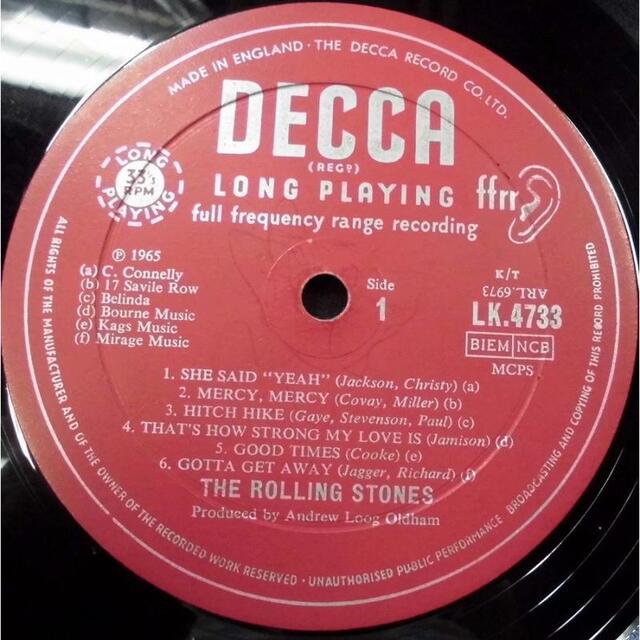 MADE IN ENGLAND · THE DECCA RECORD CO. LTD.
DECCA
(REGD)
LONG PLAYING
ffrr
full frequency range recording
LONG PLAYING
33⅓
RPM
℗ 1965
(a) C. Connelly
(b) 17 Savile Row
(c) Belinda
(d) Bourne Music
(e) Kags Music
(f) Mirage Music
Side
1
K/T
ARL.6973
LK.4733
BIEM NCB
MCPS
1. SHE SAID "YEAH" (Jackson, Christy) (a)
2. MERCY, MERCY (Covay, Miller) (b)
3. HITCH HIKE (Gaye, Stevenson, Paul) (c)
4. THAT'S HOW STRONG MY LOVE IS (Jamison) (d)
5. GOOD TIMES (Cooke) (e)
6. GOTTA GET AWAY (Jagger, Richard) (f)
THE ROLLING STONES
Produced by Andrew Loog Oldham
ALL RIGHTS OF THE MANUFACTURER AND OF THE OWNER OF THE RECORDED WORK RESERVED · UNAUTHORISED PUBLIC PERFORMANCE BROADCASTING AND COPYING OF THIS RECORD PROHIBITED